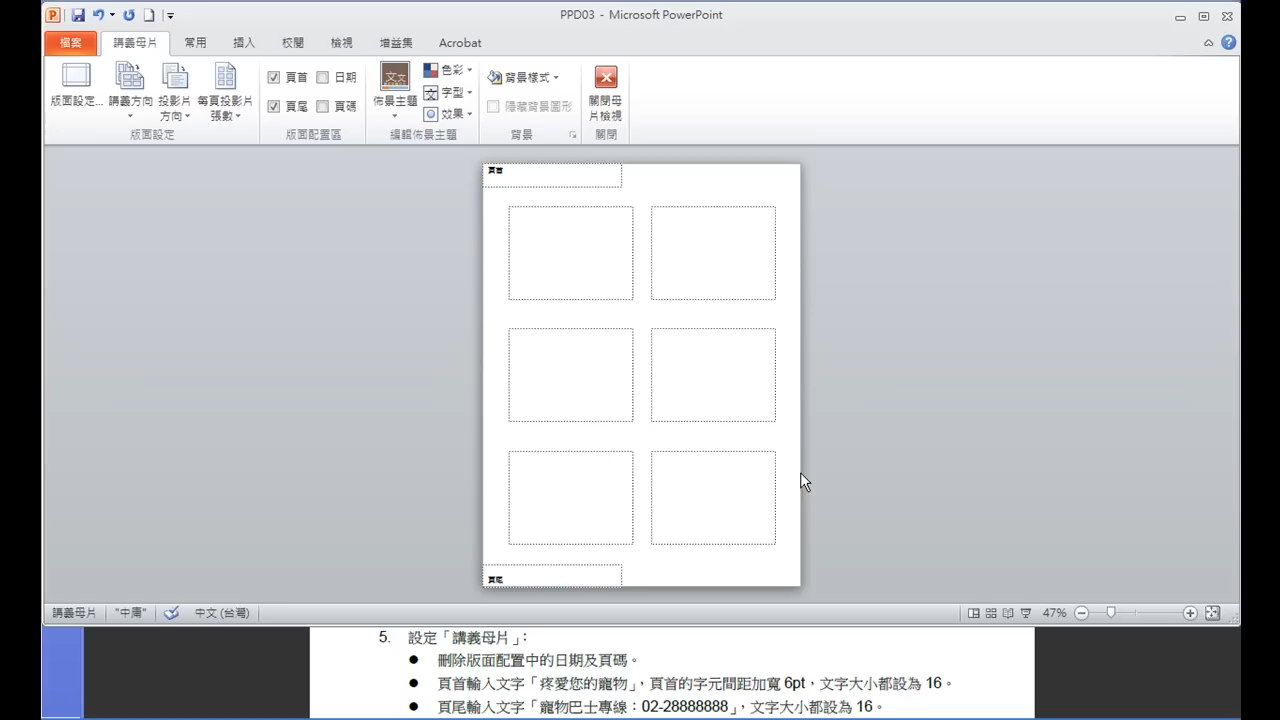 PPD03 - Microsoft PowerPoint
檔案 講義母片 常用 插入 校閱 檢視 增益集 Acrobat
版面設定... 講義方向 投影片方向 每頁投影片張數
頁首 日期
頁尾 頁碼
佈景主題 色彩 字型 效果
背景樣式
隱藏背景圖形
關閉母片檢視
版面設定 版面配置區 編輯佈景主題 背景 關閉
頁首
頁尾
講義母片 "中庸" 中文 (台灣) 47%
5. 設定「講義母片」：
● 刪除版面配置中的日期及頁碼。
● 頁首輸入文字「疼愛您的寵物」，頁首的字元間距加寬 6pt，文字大小都設為 16。
● 頁尾輸入文字「寵物巴士專線：02-28888888」，文字大小都設為 16。